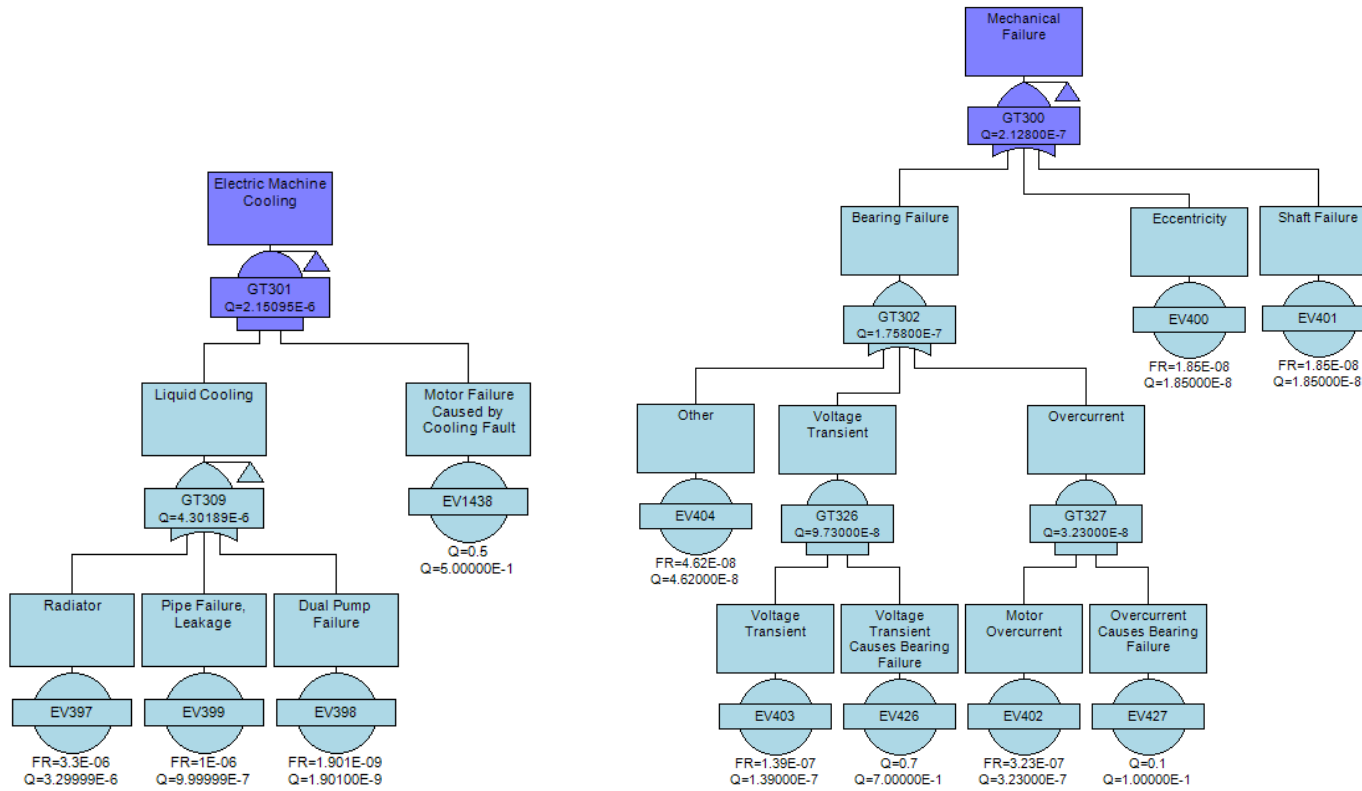 Electric Machine
Cooling
GT301
Q=2.15095E-6
Liquid Cooling
GT309
Q=4.30189E-6
Motor Failure
Caused by
Cooling Fault
EV1438
Q=0.5
Q=5.00000E-1
Radiator
EV397
FR=3.3E-06
Q=3.29999E-6
Pipe Failure,
Leakage
EV399
FR=1E-06
Q=9.99999E-7
Dual Pump
Failure
EV398
FR=1.901E-09
Q=1.90100E-9
Mechanical
Failure
GT300
Q=2.12800E-7
Bearing Failure
GT302
Q=1.75800E-7
Eccentricity
EV400
FR=1.85E-08
Q=1.85000E-8
Shaft Failure
EV401
FR=1.85E-08
Q=1.85000E-8
Other
EV404
FR=4.62E-08
Q=4.62000E-8
Voltage
Transient
GT326
Q=9.73000E-8
Overcurrent
GT327
Q=3.23000E-8
Voltage
Transient
EV403
FR=1.39E-07
Q=1.39000E-7
Voltage
Transient
Causes Bearing
Failure
EV426
Q=0.7
Q=7.00000E-1
Motor
Overcurrent
EV402
FR=3.23E-07
Q=3.23000E-7
Overcurrent
Causes Bearing
Failure
EV427
Q=0.1
Q=1.00000E-1